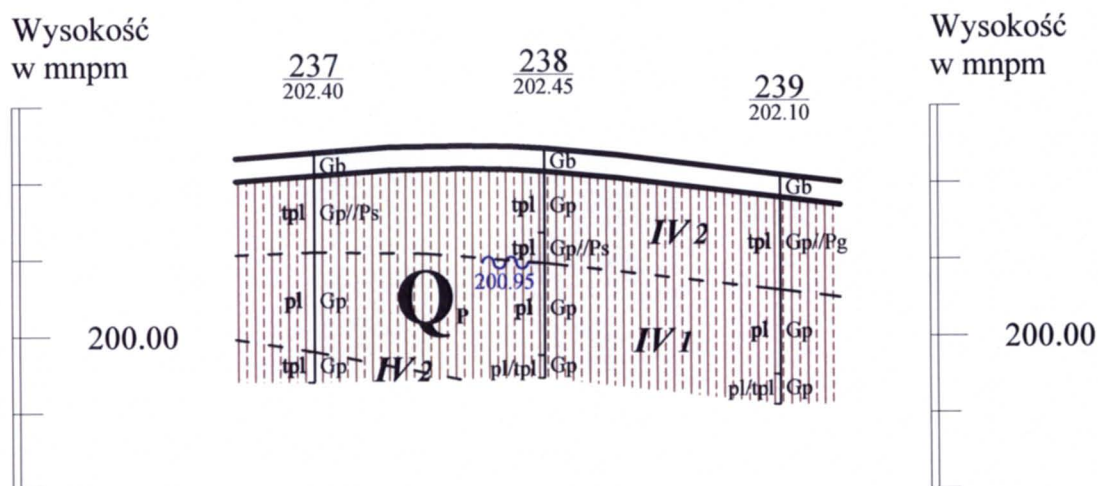 Wysokość
w mnpm
237
202.40
238
202.45
239
202.10
Wysokość
w mnpm
Gb
Gb
Gb
tpl Gp//Ps
tpl Gp
IV 2
tpl Gp//Pg
tpl Gp//Ps
200.95
QP
pl Gp
pl Gp
IV 1
pl Gp
200.00
200.00
tpl Gp
IV-2
pl/tpl Gp
pl/tpl Gp